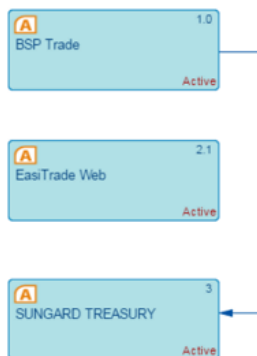 A 1.0
BSP Trade
Active
A 2.1
EasiTrade Web
Active
A 3
SUNGARD TREASURY
Active